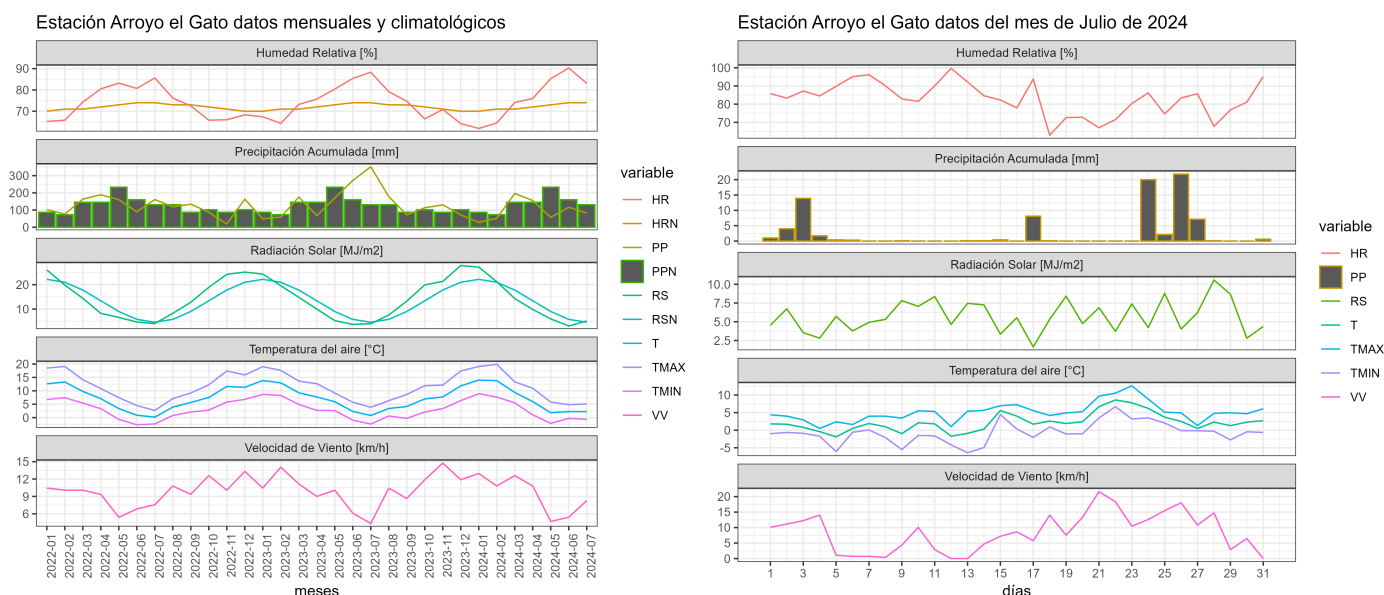 Estación Arroyo el Gato datos mensuales y climatológicos
Humedad Relativa [%]
90
80
70
Precipitación Acumulada [mm]
300
200
100
0
Radiación Solar [MJ/m2]
20
10
Temperatura del aire [°C]
20
15
10
5
0
Velocidad de Viento [km/h]
15
12
9
6
2022-01
2022-02
2022-03
2022-04
2022-05
2022-06
2022-07
2022-08
2022-09
2022-10
2022-11
2022-12
2023-01
2023-02
2023-03
2023-04
2023-05
2023-06
2023-07
2023-08
2023-09
2023-10
2023-11
2023-12
2024-01
2024-02
2024-03
2024-04
2024-05
2024-06
2024-07
meses
variable
HR
HRN
PP
PPN
RS
RSN
T
TMAX
TMIN
VV
Estación Arroyo el Gato datos del mes de Julio de 2024
Humedad Relativa [%]
100
90
80
70
Precipitación Acumulada [mm]
20
15
10
5
0
Radiación Solar [MJ/m2]
10.0
7.5
5.0
2.5
Temperatura del aire [°C]
10
5
0
-5
Velocidad de Viento [km/h]
20
15
10
5
0
1 3 5 7 9 11 13 15 17 19 21 23 25 27 29 31
días
variable
HR
PP
RS
T
TMAX
TMIN
VV